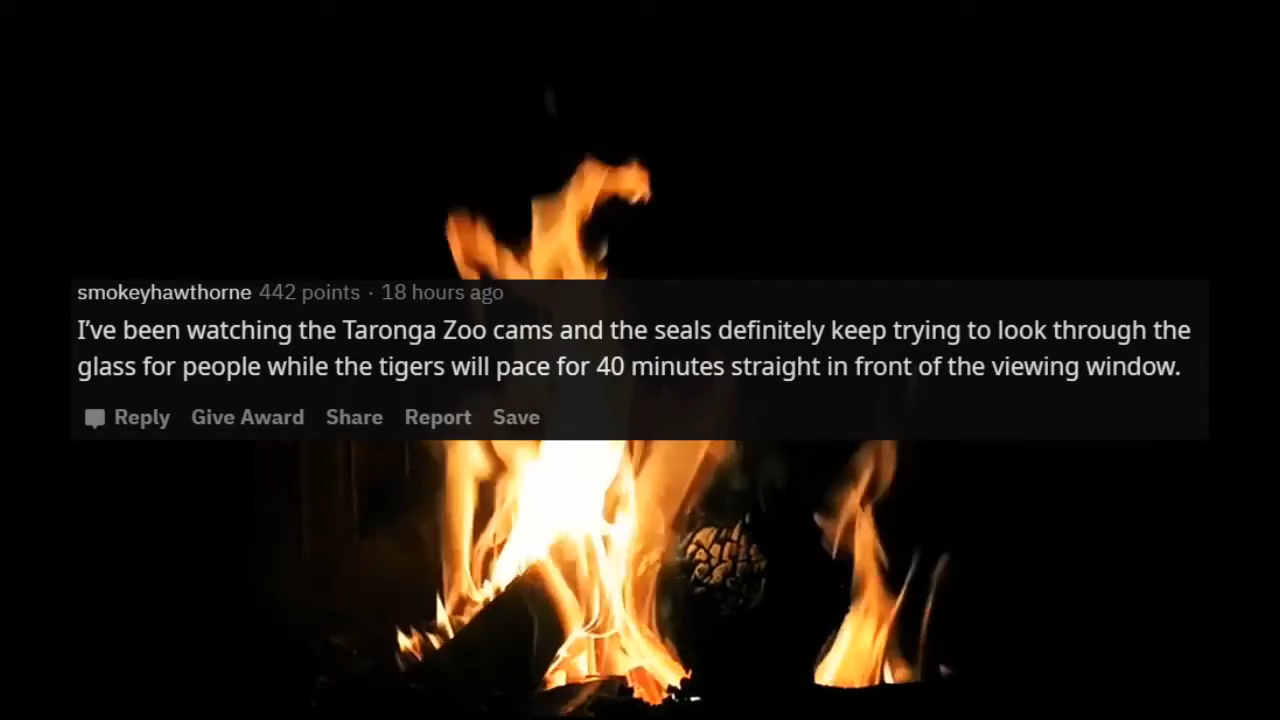 smokeyhawthorne 442 points · 18 hours ago
I’ve been watching the Taronga Zoo cams and the seals definitely keep trying to look through the
glass for people while the tigers will pace for 40 minutes straight in front of the viewing window.
Reply Give Award Share Report Save